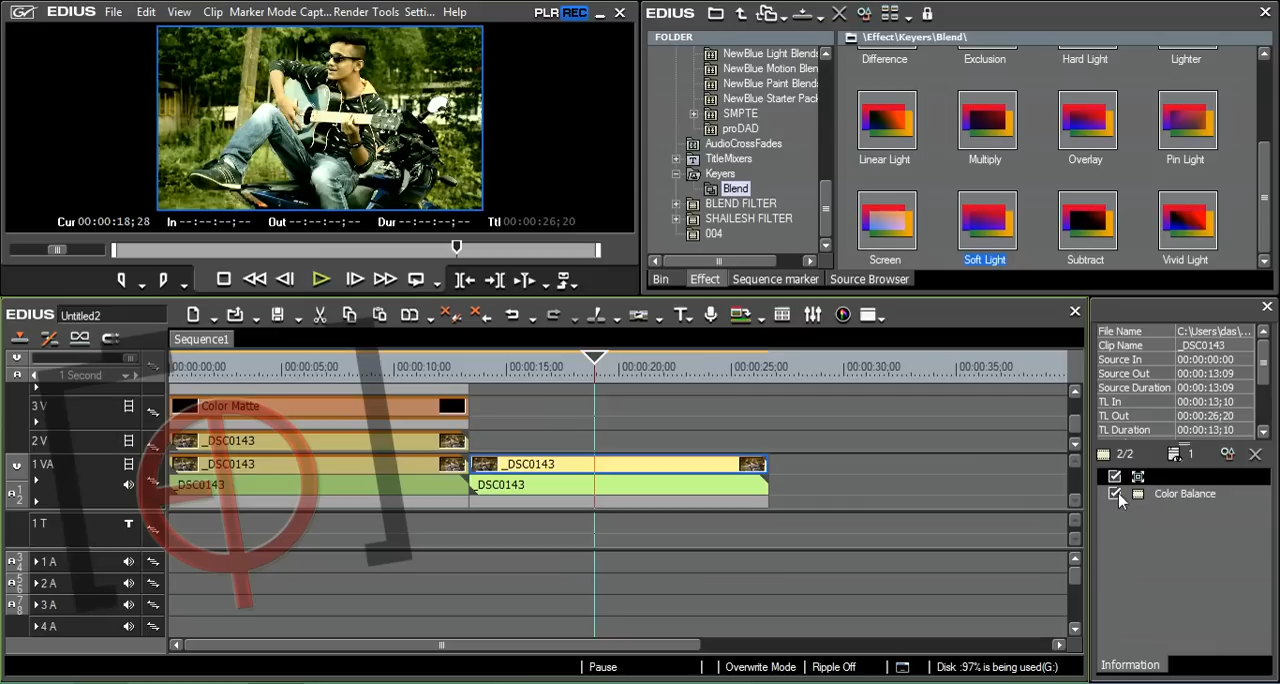 EDIUS File Edit View Clip Marker Mode Capt... Render Tools Setti... Help PLR REC
Cur 00:00:18;28 In --:--:--;-- Out --:--:--;-- Dur --:--:--;-- Ttl 00:00:26;20
EDIUS
FOLDER
NewBlue Light Blends
NewBlue Motion Blen
NewBlue Paint Blends
NewBlue Starter Pack
SMPTE
proDAD
AudioCrossFades
TitleMixers
Keyers
Blend
BLEND FILTER
SHAILESH FILTER
004
\Effect\Keyers\Blend\
Difference Exclusion Hard Light Lighter
Linear Light Multiply Overlay Pin Light
Screen Soft Light Subtract Vivid Light
Bin Effect Sequence marker Source Browser
EDIUS Untitled2
Sequence1
1 Second
00:00:00;00 00:00:05;00 00:00:10;00 00:00:15;00 00:00:20;00 00:00:25;00 00:00:30;00 00:00:35;00
3 V Color Matte
2 V _DSC0143
1 VA _DSC0143 _DSC0143
DSC0143 DSC0143
1 T T
1 A
2 A
3 A
4 A
Pause Overwrite Mode Ripple Off Disk :97% is being used(G:)
File Name C:\Users\das\...
Clip Name _DSC0143
Source In 00:00:00:00
Source Out 00:00:13:09
Source Duration 00:00:13:09
TL In 00:00:13;10
TL Out 00:00:26;20
TL Duration 00:00:13;10
2/2 1
Color Balance
Information